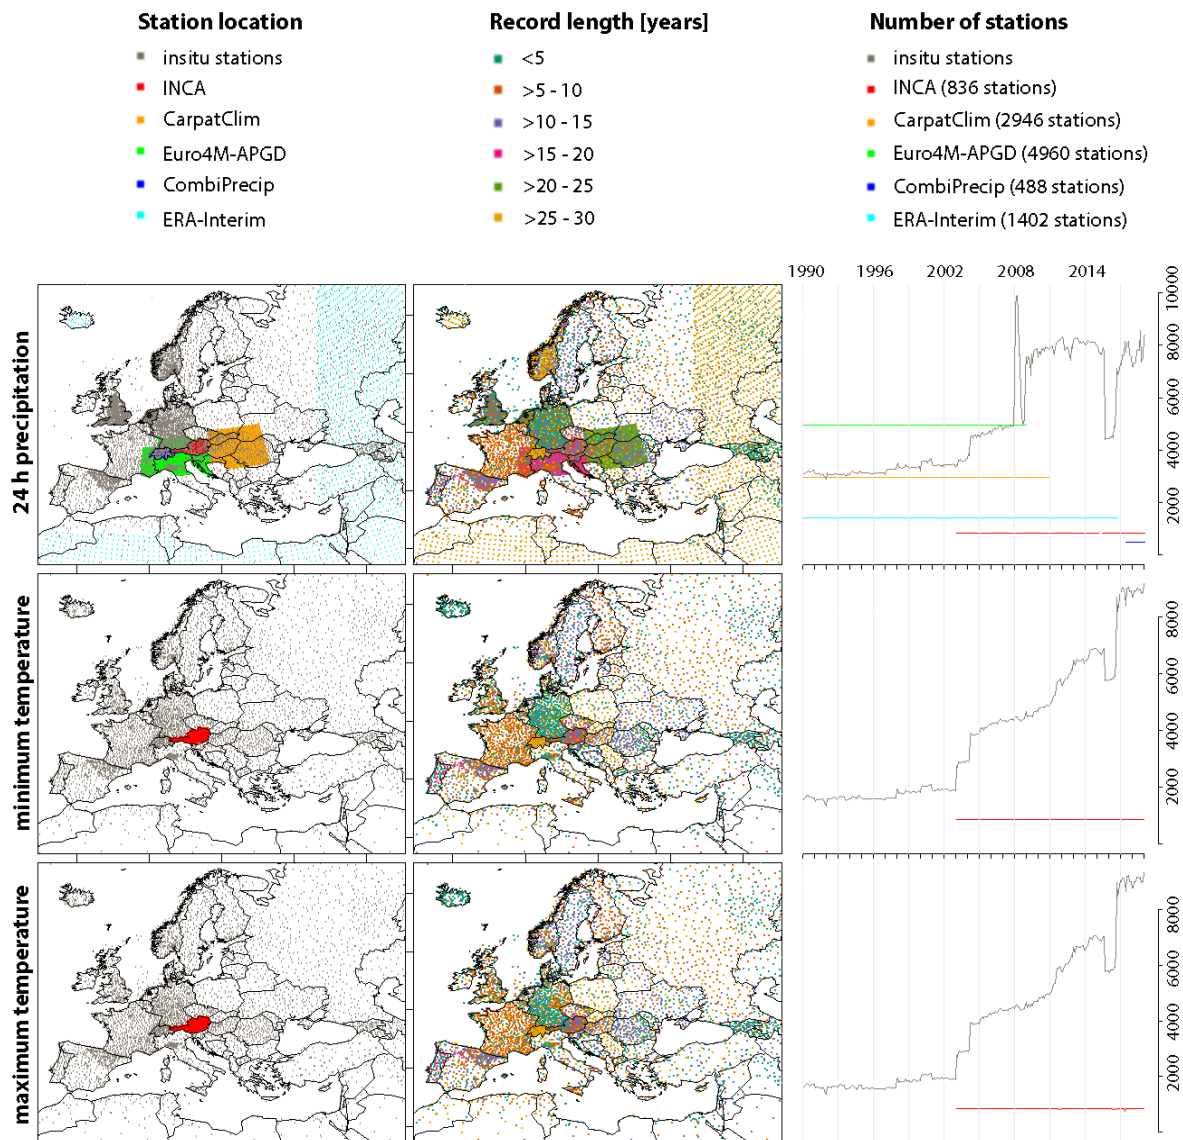 Station location
insitu stations
INCA
CarpatClim
Euro4M-APGD
CombiPrecip
ERA-Interim
Record length [years]
<5
>5 - 10
>10 - 15
>15 - 20
>20 - 25
>25 - 30
Number of stations
insitu stations
INCA (836 stations)
CarpatClim (2946 stations)
Euro4M-APGD (4960 stations)
CombiPrecip (488 stations)
ERA-Interim (1402 stations)
1990 1996 2002 2008 2014
24 h precipitation
10000
8000
6000
4000
2000
minimum temperature
8000
6000
4000
2000
maximum temperature
8000
6000
4000
2000